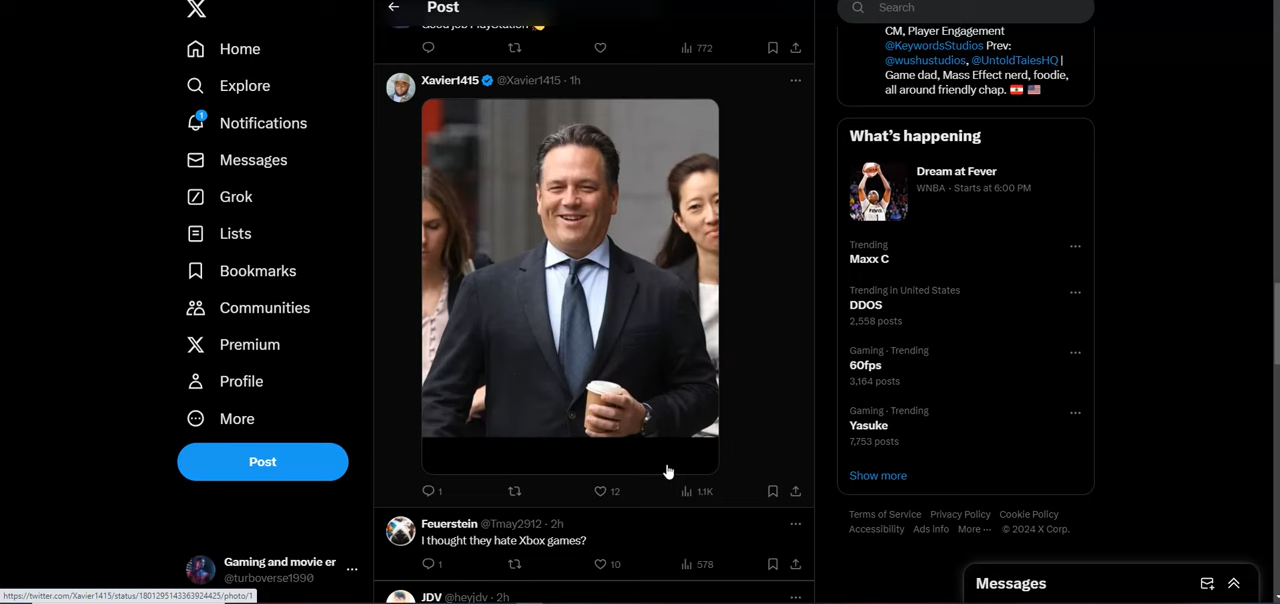 Home
Explore
1
Notifications
Messages
Grok
Lists
Bookmarks
Communities
Premium
Profile
More
Post
Gaming and movie er
@turboverse1990
https://twitter.com/Xavier1415/status/1801295143363924425/photo/1
Post
Good job PlayStation
772
Xavier1415 @Xavier1415 · 1h
1
12
1.1K
Feuerstein @Tmay2912 · 2h
I thought they hate Xbox games?
1
10
578
JDV @heyjdv · 2h
Search
CM, Player Engagement
@KeywordsStudios Prev:
@wushustudios, @UntoldTalesHQ |
Game dad, Mass Effect nerd, foodie,
all around friendly chap.
What's happening
Dream at Fever
WNBA · Starts at 6:00 PM
Trending
Maxx C
Trending in United States
DDOS
2,558 posts
Gaming · Trending
60fps
3,164 posts
Gaming · Trending
Yasuke
7,753 posts
Show more
Terms of Service Privacy Policy Cookie Policy
Accessibility Ads info More ··· © 2024 X Corp.
Messages